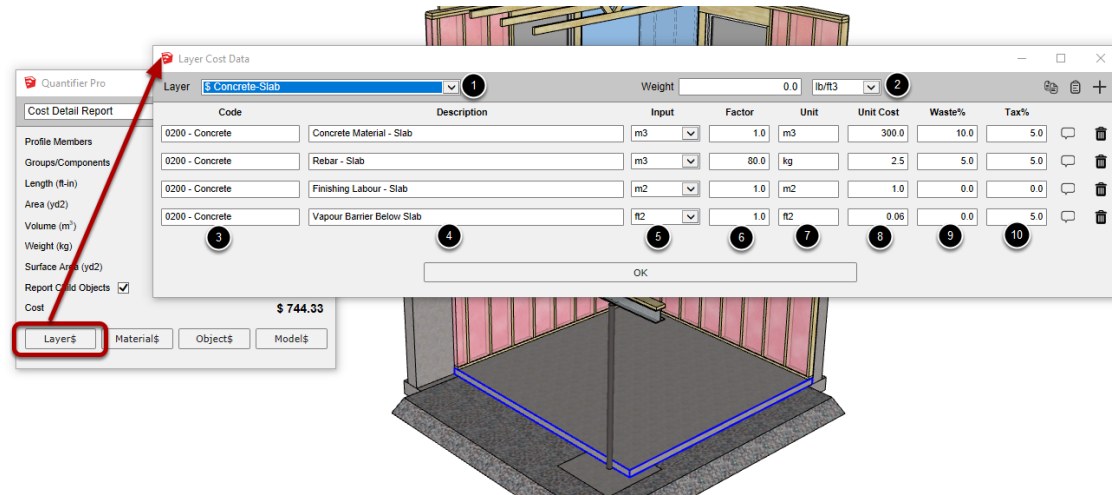 Layer Cost Data
Layer $ Concrete-Slab 1 Weight 0.0 lb/ft3 2
Code Description Input Factor Unit Unit Cost Waste% Tax%
0200 - Concrete Concrete Material - Slab m3 1.0 m3 300.0 10.0 5.0
0200 - Concrete Rebar - Slab m3 80.0 kg 2.5 5.0 5.0
0200 - Concrete Finishing Labour - Slab m2 1.0 m2 1.0 0.0 0.0
0200 - Concrete Vapour Barrier Below Slab ft2 1.0 ft2 0.06 0.0 5.0
3 4 5 6 7 8 9 10
OK
Quantifier Pro
Cost Detail Report
Profile Members
Groups/Components
Length (ft-in)
Area (yd2)
Volume (m³)
Weight (kg)
Surface Area (yd2)
Report Child Objects
Cost $ 744.33
Layer$ Material$ Object$ Model$